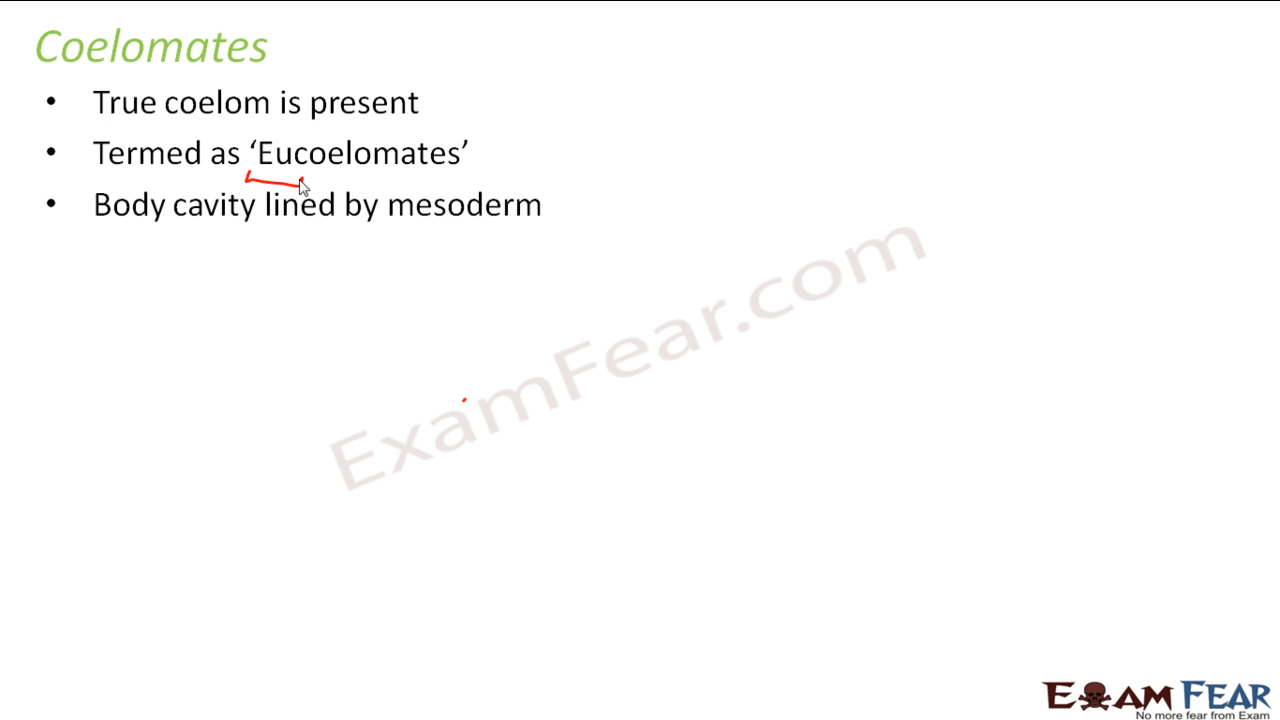 Coelomates
• True coelom is present
• Termed as ‘Eucoelomates’
• Body cavity lined by mesoderm
ExamFear.com
EXAM FEAR
No more fear from Exam